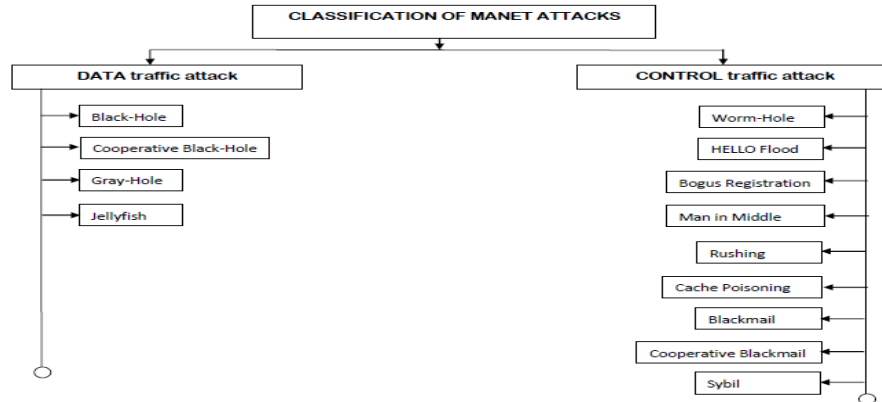 CLASSIFICATION OF MANET ATTACKS
DATA traffic attack
Black-Hole
Cooperative Black-Hole
Gray-Hole
Jellyfish
CONTROL traffic attack
Worm-Hole
HELLO Flood
Bogus Registration
Man in Middle
Rushing
Cache Poisoning
Blackmail
Cooperative Blackmail
Sybil